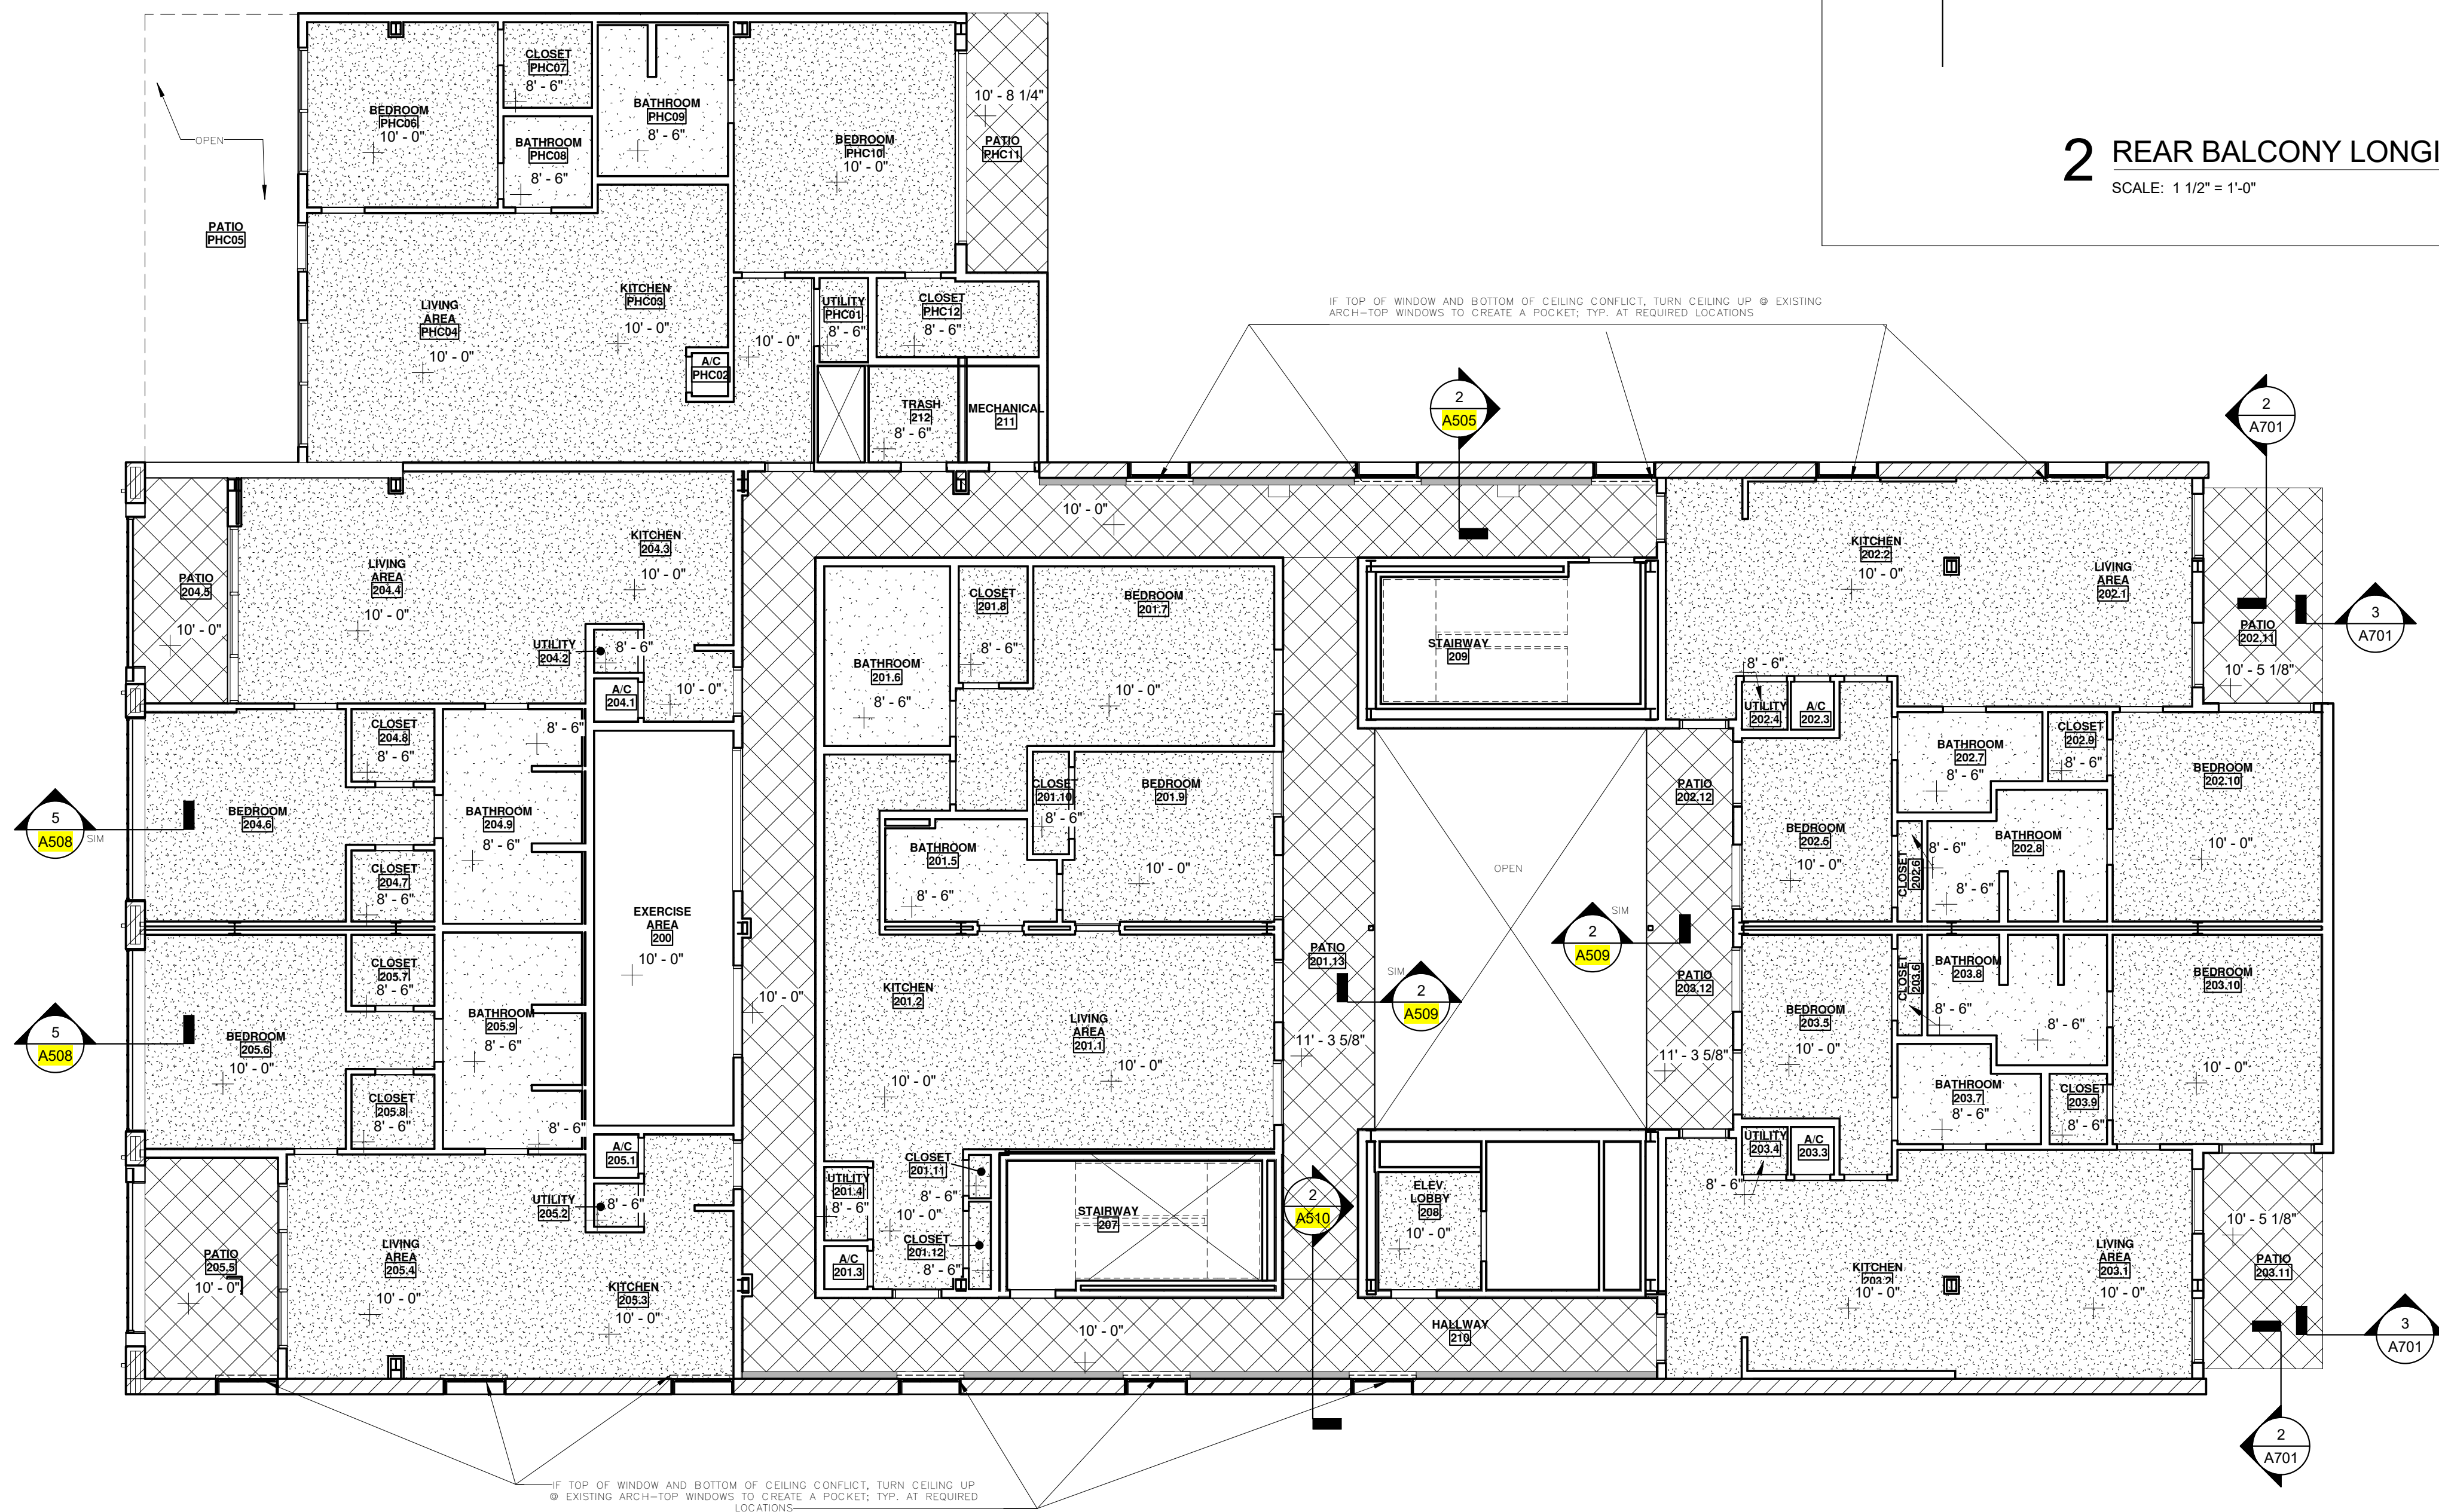 2
REAR BALCONY LONGI
SCALE: 1 1/2" = 1'-0"
CLOSET
PHC07
8' - 6"
BEDROOM
PHC06
10' - 0"
BATHROOM
PHC09
8' - 6"
BATHROOM
PHC08
8' - 6"
BEDROOM
PHC10
10' - 0"
10' - 8 1/4"
PATIO
PHC11
OPEN
PATIO
PHC05
LIVING
AREA
PHC04
10' - 0"
KITCHEN
PHC03
10' - 0"
A/C
PHC02
10' - 0"
UTILITY
PHC01
8' - 6"
CLOSET
PHC12
8' - 6"
TRASH
212
8' - 6"
MECHANICAL
211
IF TOP OF WINDOW AND BOTTOM OF CEILING CONFLICT, TURN CEILING UP @ EXISTING
ARCH-TOP WINDOWS TO CREATE A POCKET; TYP. AT REQUIRED LOCATIONS
2
A505
2
A701
3
A701
PATIO
204.5
10' - 0"
LIVING
AREA
204.4
10' - 0"
KITCHEN
204.3
10' - 0"
UTILITY
204.2
8' - 6"
A/C
204.1
10' - 0"
10' - 0"
BATHROOM
201.6
8' - 6"
CLOSET
201.8
8' - 6"
BEDROOM
201.7
10' - 0"
STAIRWAY
209
KITCHEN
202.2
10' - 0"
LIVING
AREA
202.1
PATIO
202.11
10' - 5 1/8"
8' - 6"
UTILITY
202.4
A/C
202.3
CLOSET
204.8
8' - 6"
8' - 6"
BEDROOM
204.6
BATHROOM
204.9
8' - 6"
CLOSET
204.7
8' - 6"
5
A508
SIM
CLOSET
201.10
8' - 6"
BEDROOM
201.9
10' - 0"
BATHROOM
201.5
8' - 6"
OPEN
PATIO
202.12
BEDROOM
202.5
10' - 0"
BATHROOM
202.7
8' - 6"
CLOSET
202.9
8' - 6"
BEDROOM
202.10
10' - 0"
BATHROOM
202.8
8' - 6"
CLOSET
202.6
8' - 6"
EXERCISE
AREA
200
10' - 0"
SIM
2
A509
PATIO
201.13
SIM
2
A509
11' - 3 5/8"
PATIO
203.12
11' - 3 5/8"
CLOSET
205.7
8' - 6"
BEDROOM
205.6
10' - 0"
BATHROOM
205.9
8' - 6"
CLOSET
205.8
8' - 6"
8' - 6"
5
A508
10' - 0"
KITCHEN
201.2
10' - 0"
LIVING
AREA
201.1
10' - 0"
CLOSET
203.6
8' - 6"
BATHROOM
203.8
8' - 6"
BEDROOM
203.10
10' - 0"
BEDROOM
203.5
10' - 0"
BATHROOM
203.7
8' - 6"
CLOSET
203.9
8' - 6"
UTILITY
203.4
8' - 6"
A/C
203.3
A/C
205.1
UTILITY
205.2
8' - 6"
PATIO
205.5
10' - 0"
LIVING
AREA
205.4
10' - 0"
KITCHEN
205.3
10' - 0"
UTILITY
201.4
8' - 6"
A/C
201.3
10' - 0"
CLOSET
201.11
8' - 6"
CLOSET
201.12
8' - 6"
STAIRWAY
207
2
A510
ELEV.
LOBBY
208
10' - 0"
10' - 0"
HALLWAY
210
KITCHEN
203.2
10' - 0"
LIVING
AREA
203.1
10' - 0"
10' - 5 1/8"
PATIO
203.11
3
A701
2
A701
IF TOP OF WINDOW AND BOTTOM OF CEILING CONFLICT, TURN CEILING UP
@ EXISTING ARCH-TOP WINDOWS TO CREATE A POCKET; TYP. AT REQUIRED
LOCATIONS